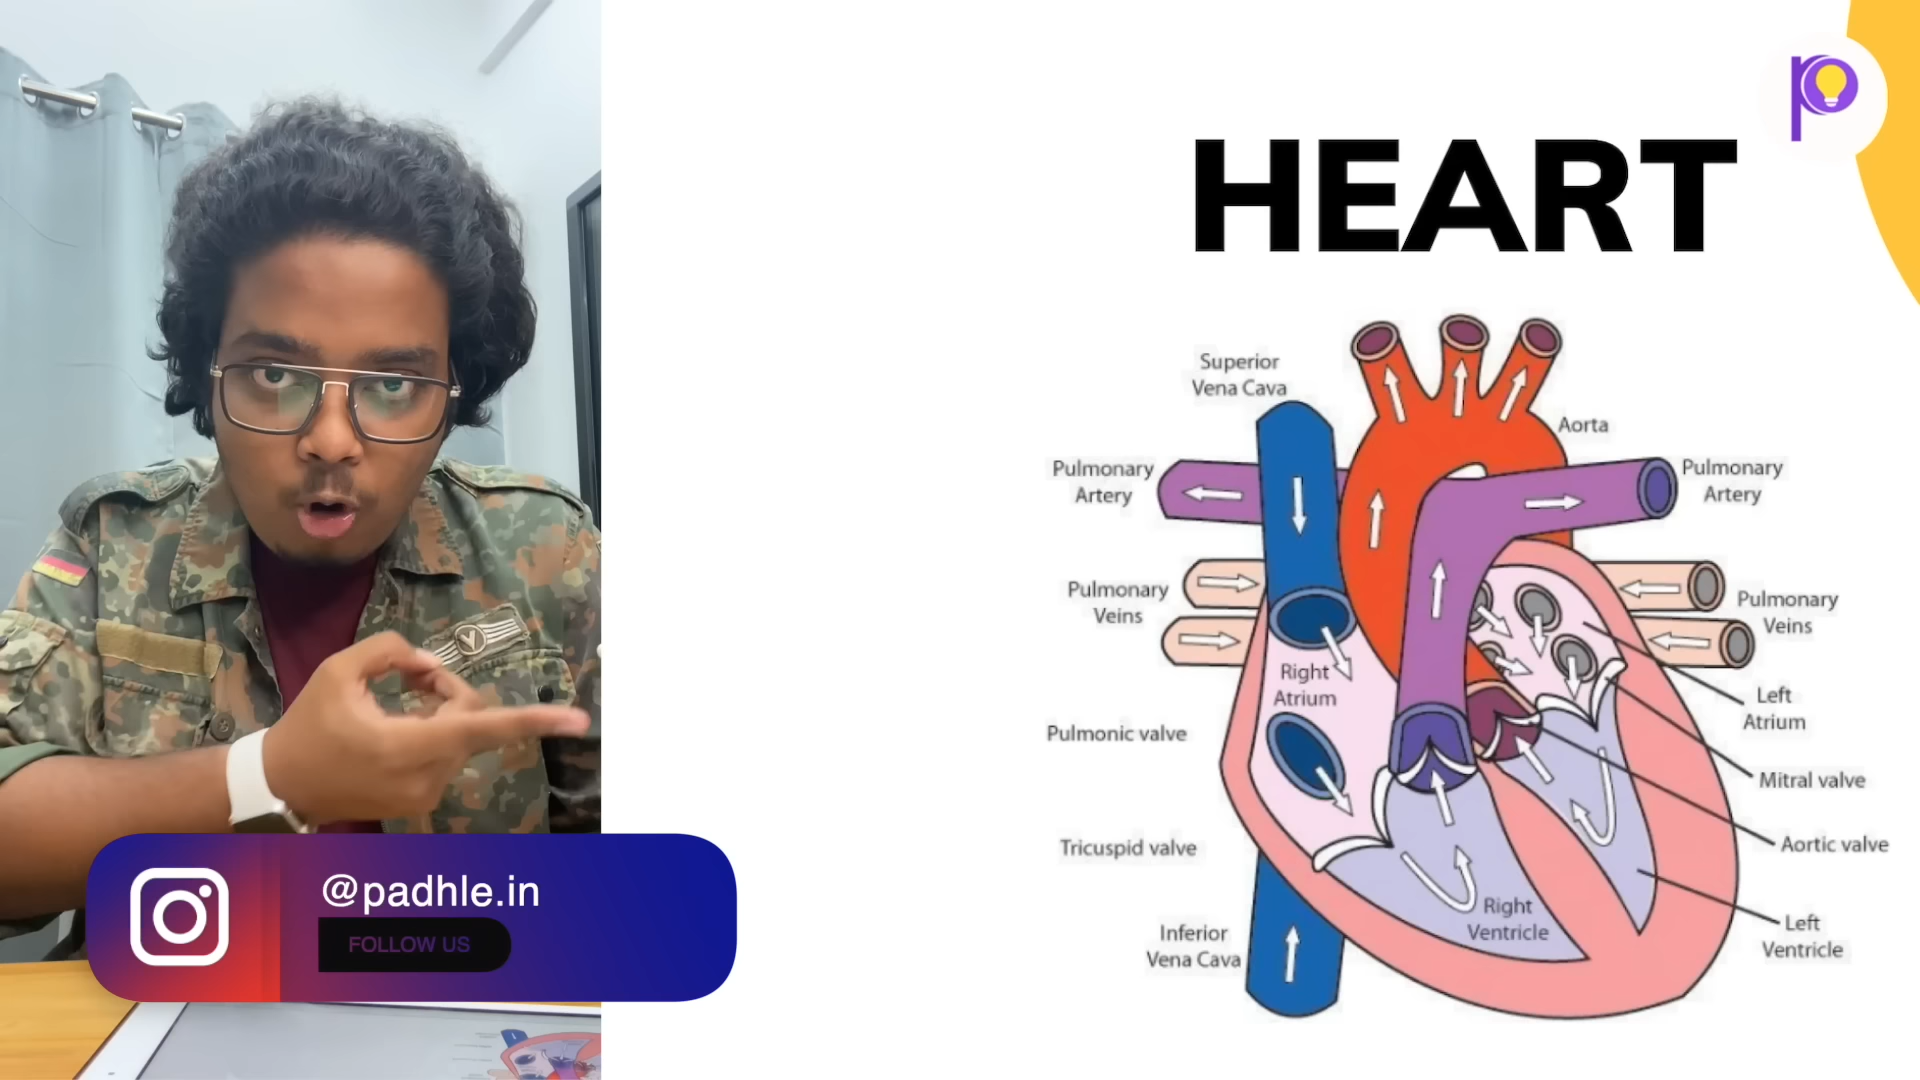 HEART
Superior
Vena Cava
Aorta
Pulmonary
Artery
Pulmonary
Artery
Pulmonary
Veins
Pulmonary
Veins
Right
Atrium
Left
Atrium
Pulmonic valve
Mitral valve
Tricuspid valve
Aortic valve
Right
Ventricle
Left
Ventricle
Inferior
Vena Cava
@padhle.in
FOLLOW US